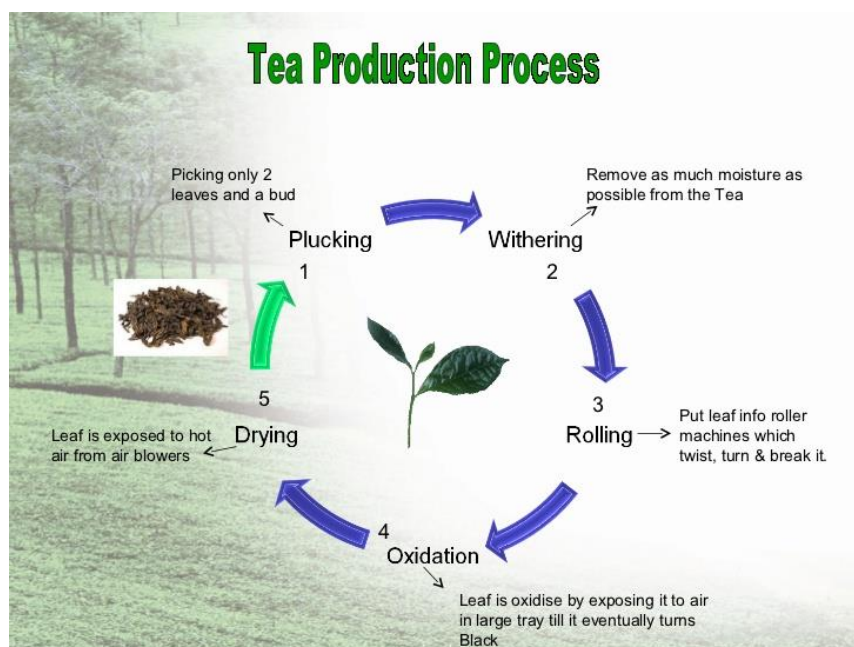 Tea Production Process
Picking only 2
leaves and a bud
Plucking
1
Remove as much moisture as
possible from the Tea
Withering
2
3
Rolling
Put leaf info roller
machines which
twist, turn & break it.
4
Oxidation
Leaf is oxidise by exposing it to air
in large tray till it eventually turns
Black
5
Drying
Leaf is exposed to hot
air from air blowers